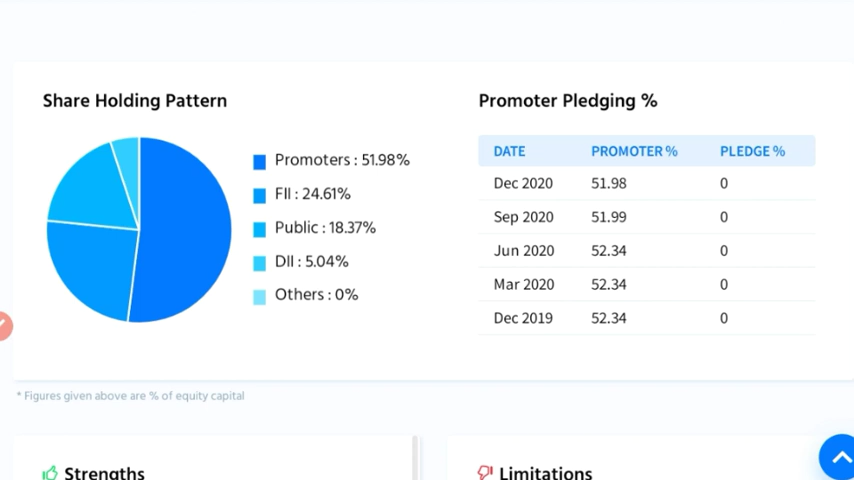 Share Holding Pattern
Promoters : 51.98%
FII : 24.61%
Public : 18.37%
DII : 5.04%
Others : 0%
Promoter Pledging %
DATE PROMOTER % PLEDGE %
Dec 2020 51.98 0
Sep 2020 51.99 0
Jun 2020 52.34 0
Mar 2020 52.34 0
Dec 2019 52.34 0
* Figures given above are % of equity capital
Strengths
Limitations